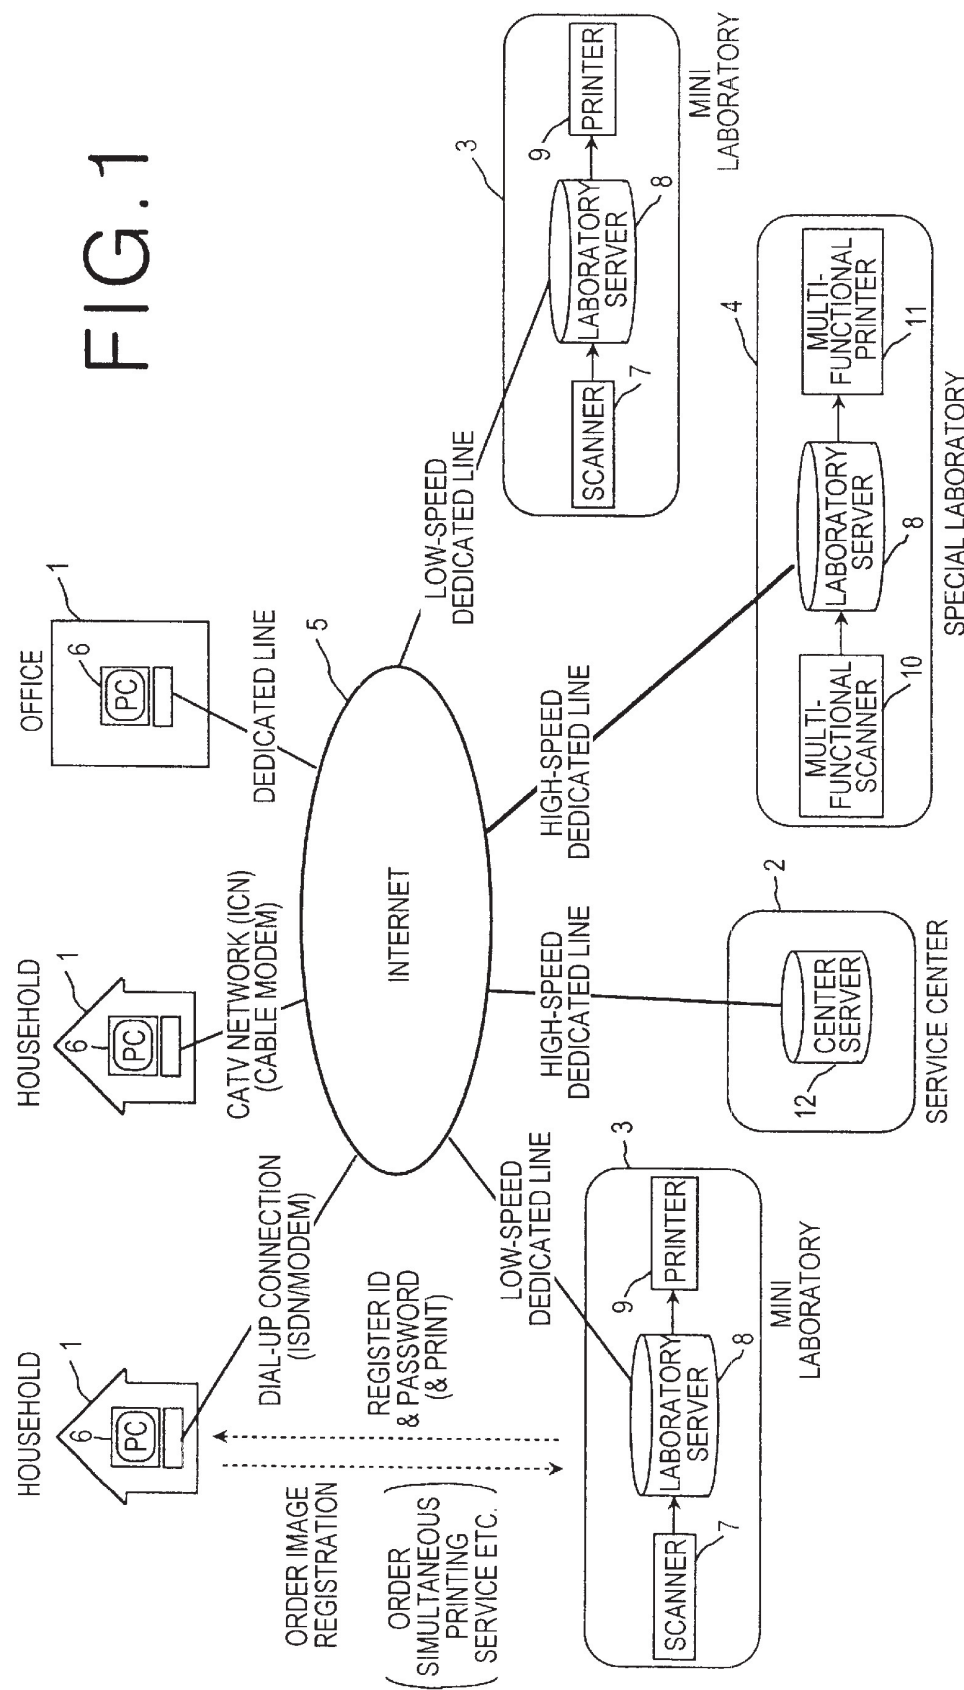 FIG.1
HOUSEHOLD
1
6
PC
HOUSEHOLD
1
6
PC
OFFICE
1
6
PC
DIAL-UP CONNECTION
(ISDN/MODEM)
CATV NETWORK (ICN)
(CABLE MODEM)
DEDICATED LINE
5
INTERNET
ORDER IMAGE
REGISTRATION
ORDER
SIMULTANEOUS
PRINTING
SERVICE ETC.
REGISTER ID
& PASSWORD
(& PRINT)
LOW-SPEED
DEDICATED LINE
HIGH-SPEED
DEDICATED LINE
HIGH-SPEED
DEDICATED LINE
LOW-SPEED
DEDICATED LINE
3
SCANNER
7
LABORATORY
SERVER
8
9
PRINTER
MINI
LABORATORY
2
CENTER
SERVER
12
SERVICE CENTER
4
MULTI-
FUNCTIONAL
SCANNER
10
LABORATORY
SERVER
8
MULTI-
FUNCTIONAL
PRINTER
11
SPECIAL LABORATORY
3
SCANNER
7
LABORATORY
SERVER
8
9
PRINTER
MINI
LABORATORY